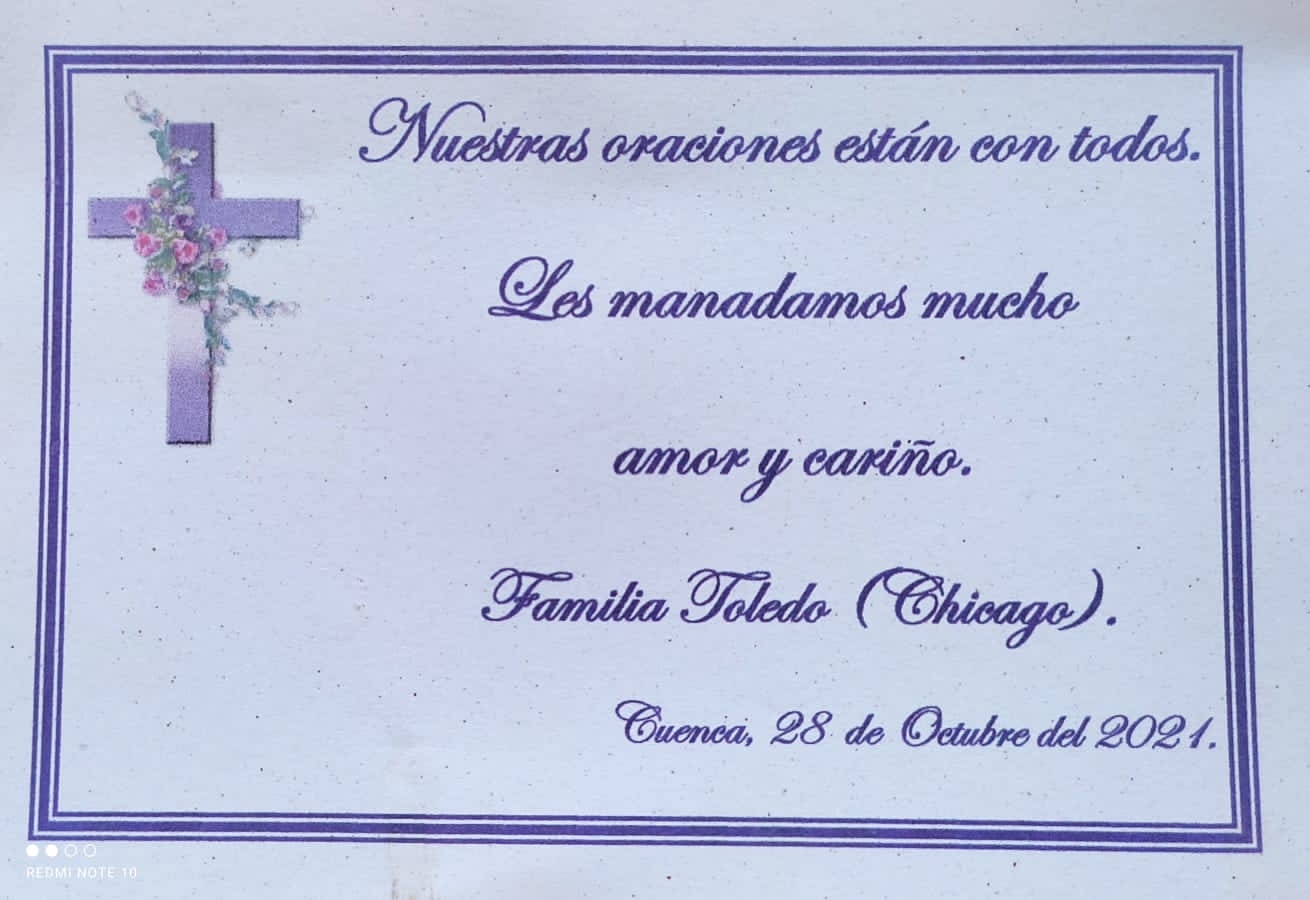 Nuestras oraciones están con todos.
Les manadamos mucho
amor y cariño.
Familia Toledo (Chicago).
Cuenca, 28 de Octubre del 2021.
REDMI NOTE 10